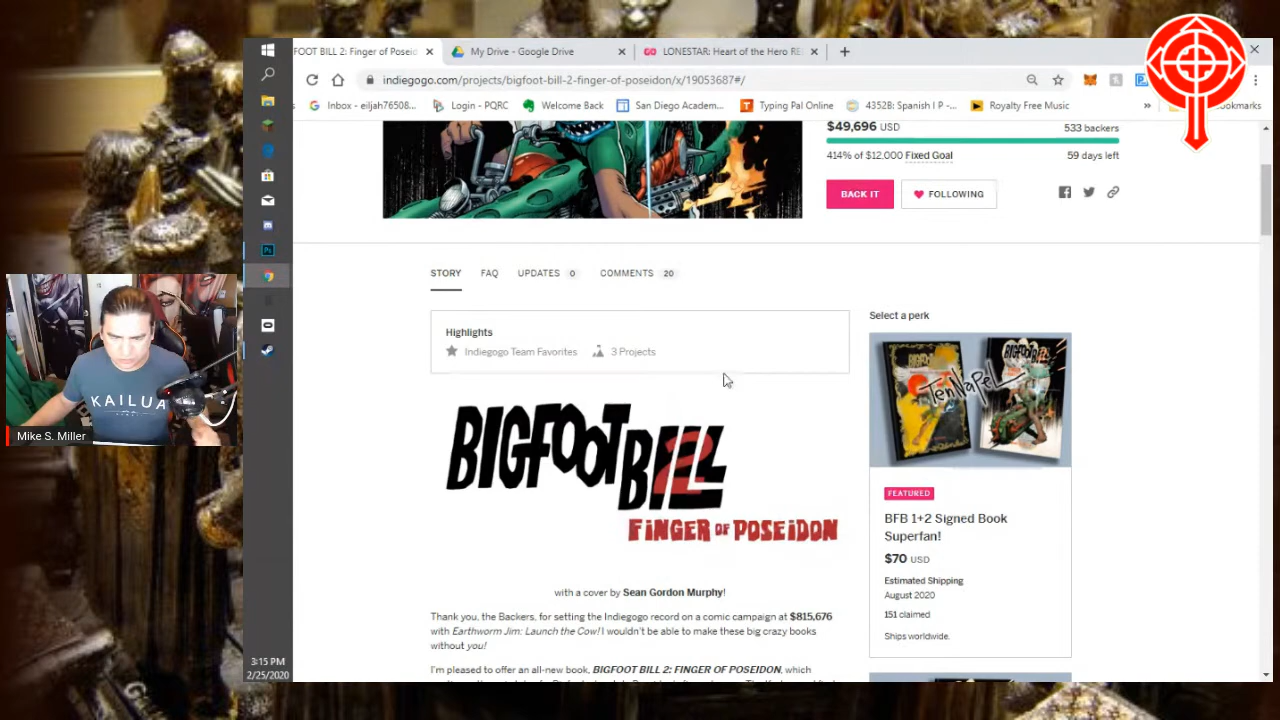 FOOT BILL 2: Finger of Poseid
My Drive - Google Drive
LONESTAR: Heart of the Hero RE
indiegogo.com/projects/bigfoot-bill-2-finger-of-poseidon/x/19053687#/
Inbox - eiljah76508...
Login - PQRC
Welcome Back
San Diego Academ...
Typing Pal Online
4352B: Spanish I P -...
Royalty Free Music
»
$49,696 USD
533 backers
414% of $12,000 Fixed Goal
59 days left
BACK IT
FOLLOWING
STORY
FAQ
UPDATES 0
COMMENTS 20
Highlights
Indiegogo Team Favorites
3 Projects
Select a perk
BIGFOOT BILL 2
FINGER OF POSEIDON
BIGFOOT
BIGFOOT BILL
TENNAPEL
FEATURED
BFB 1+2 Signed Book
Superfan!
$70 USD
Estimated Shipping
August 2020
151 claimed
Ships worldwide.
with a cover by Sean Gordon Murphy!
Thank you, the Backers, for setting the Indiegogo record on a comic campaign at $815,676
with Earthworm Jim: Launch the Cow! I wouldn't be able to make these big crazy books
without you!
I'm pleased to offer an all-new book, BIGFOOT BILL 2: FINGER OF POSEIDON, which
KAILUA
Mike S. Miller
Ps
3:15 PM
2/25/2020